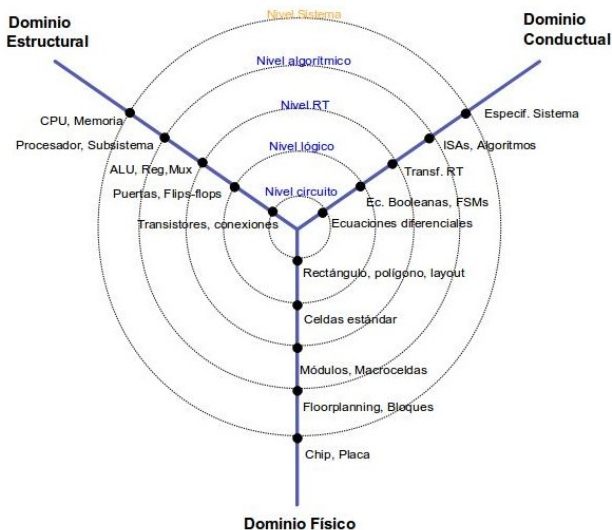 Nivel Sistema
Dominio
Estructural
Dominio
Conductual
Nivel algorítmico
Nivel RT
Nivel lógico
Nivel circuito
CPU, Memoria
Procesador, Subsistema
ALU, Reg,Mux
Puertas, Flips-flops
Transistores, conexiones
Especif. Sistema
ISAs, Algoritmos
Transf. RT
Ec. Booleanas, FSMs
Ecuaciones diferenciales
Rectángulo, polígono, layout
Celdas estándar
Módulos, Macroceldas
Floorplanning, Bloques
Chip, Placa
Dominio Físico